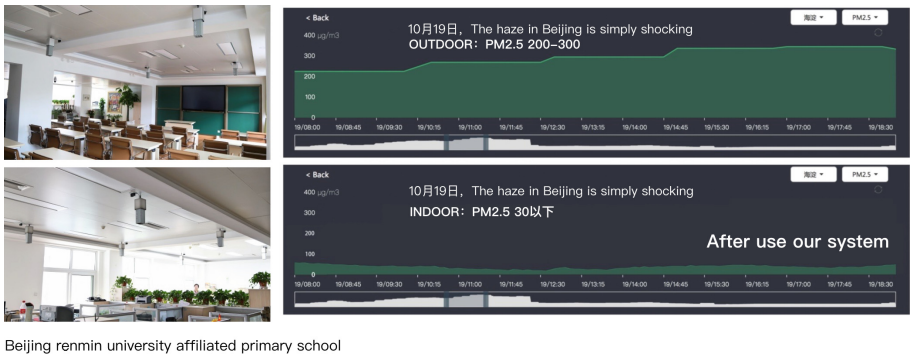 < Back
海淀
PM2.5
10月19日，The haze in Beijing is simply shocking
OUTDOOR：PM2.5 200-300
400 μg/m3
300
200
100
0
19/08:00 19/08:45 19/09:30 19/10:15 19/11:00 19/11:45 19/12:30 19/13:15 19/14:00 19/14:45 19/15:30 19/16:15 19/17:00 19/17:45 19/18:30
< Back
海淀
PM2.5
10月19日，The haze in Beijing is simply shocking
INDOOR：PM2.5 30以下
After use our system
400 μg/m3
300
200
100
0
19/08:00 19/08:45 19/09:30 19/10:15 19/11:00 19/11:45 19/12:30 19/13:15 19/14:00 19/14:45 19/15:30 19/16:15 19/17:00 19/17:45 19/18:30
Beijing renmin university affiliated primary school